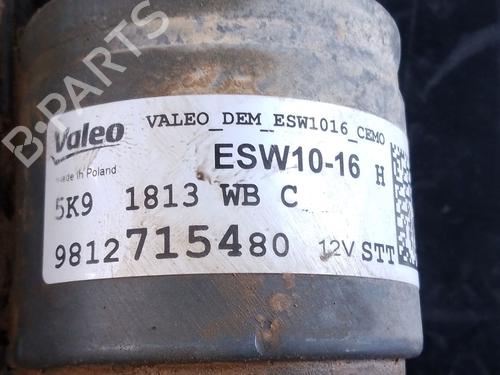 B-PARTS
Valeo
VALEO_DEM_ESW1016_CEMO
made in Poland
ESW10-16 H
5K9 1813 WB C
9812715480 12V STT